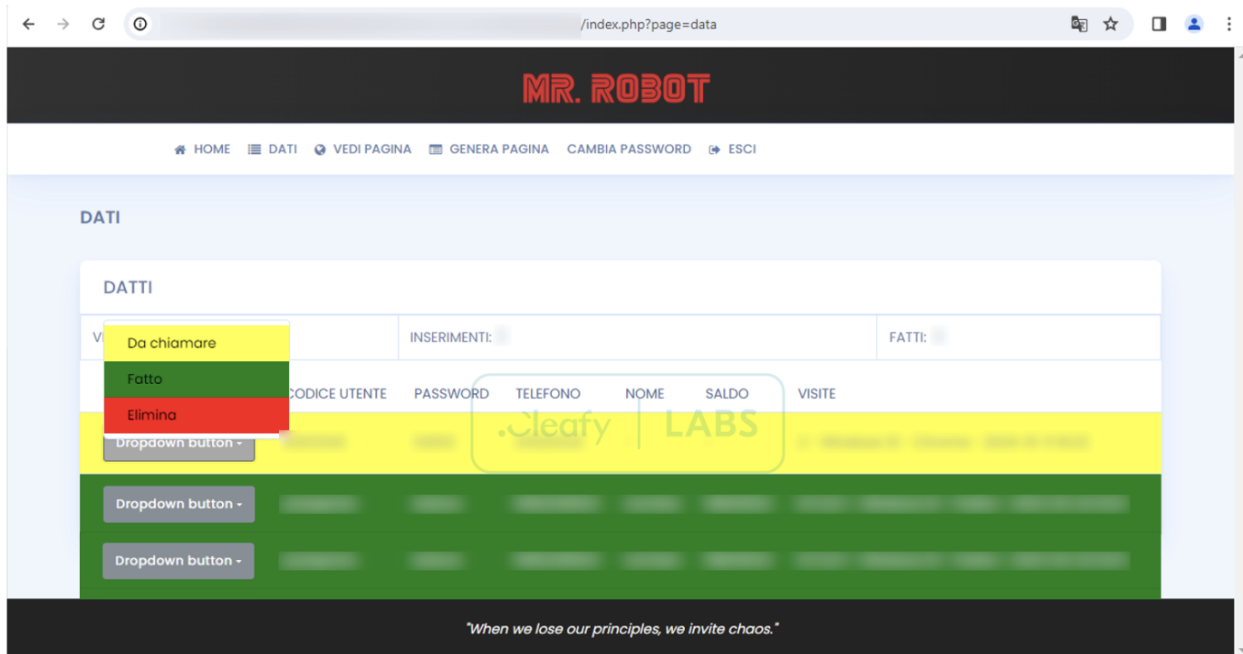 /index.php?page=data
MR. ROBOT
HOME DATI VEDI PAGINA GENERA PAGINA CAMBIA PASSWORD ESCI
DATI
DATTI
INSERIMENTI: FATTI:
Da chiamare
Fatto
Elimina
CODICE UTENTE PASSWORD TELEFONO NOME SALDO VISITE
Cleafy LABS
Dropdown button
Dropdown button
Dropdown button
"When we lose our principles, we invite chaos."